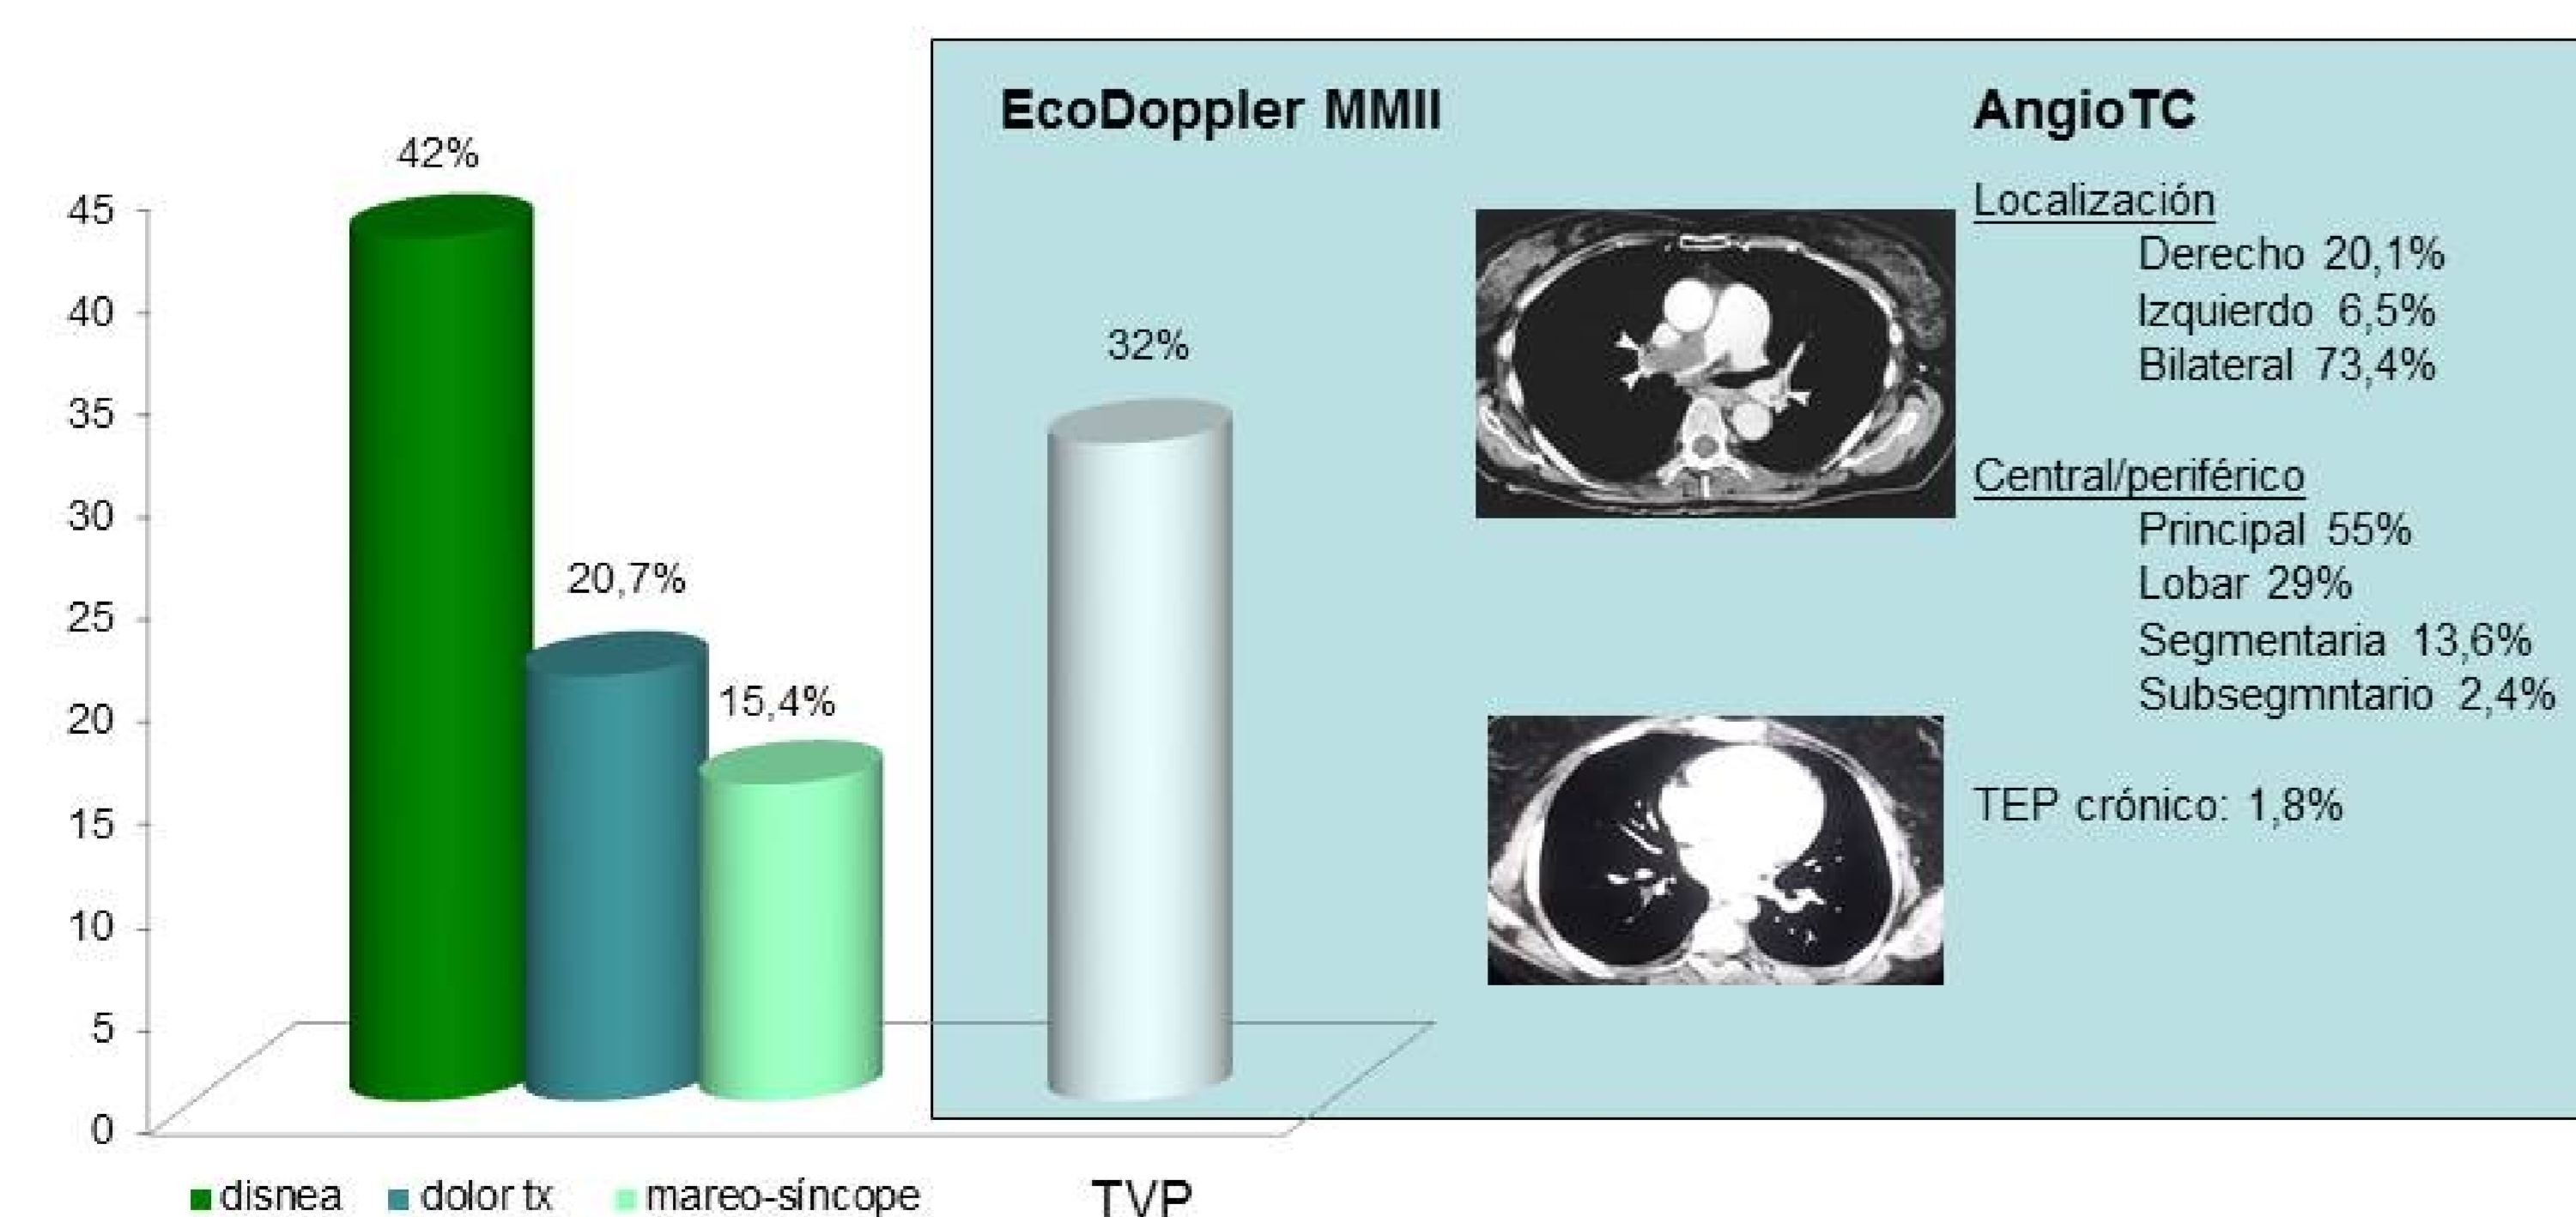 42%
45
40
35
30
25
20
15
10
5
0
20,7%
15,4%
disnea
dolor tx
mareo-síncope
EcoDoppler MMII
32%
TVP
AngioTC
Localización
Derecho 20,1%
Izquierdo 6,5%
Bilateral 73,4%
Central/periférico
Principal 55%
Lobar 29%
Segmentaria 13,6%
Subsegmntario 2,4%
TEP crónico: 1,8%